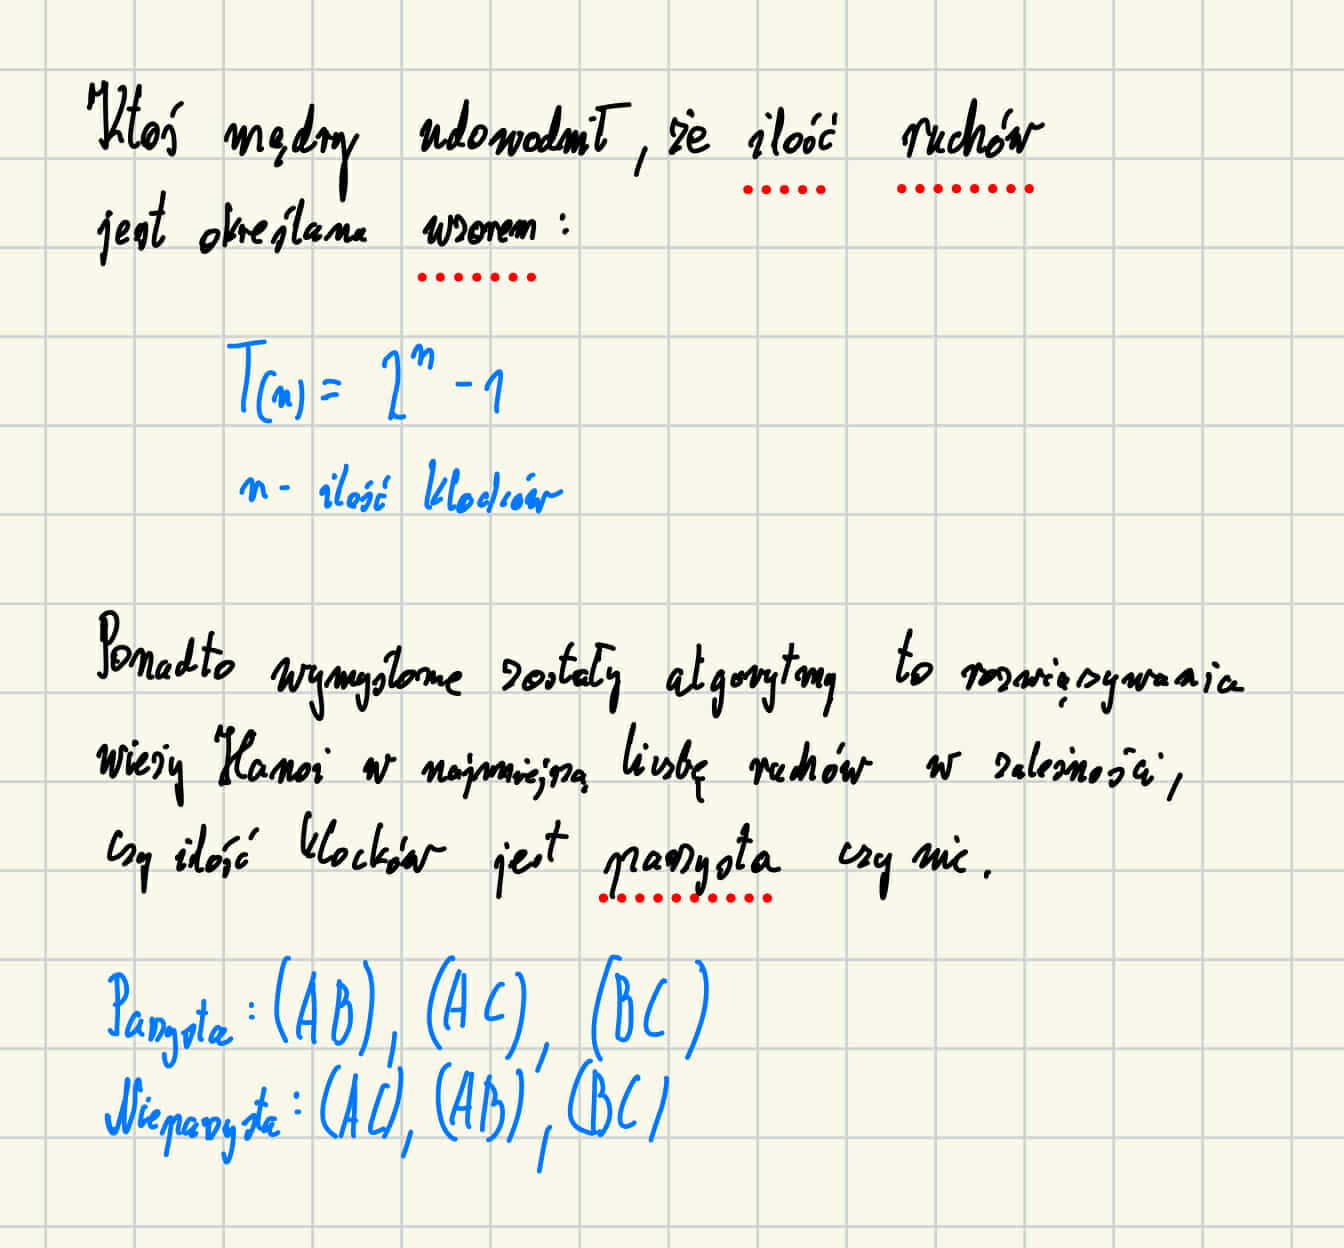 Ktoś mądry udowodnił, że ilość ruchów
jest określana wzorem:
T(n) = 2^n - 1
n - ilość klocków
Ponadto wymyślone zostały algorytmy to rozwiązywania
wieży Hanoi w najmniejszą liczbę ruchów w zależności,
czy ilość klocków jest parzysta czy nie.
Parzysta: (AB), (AC), (BC)
Nieparzysta: (AC), (AB), (BC)